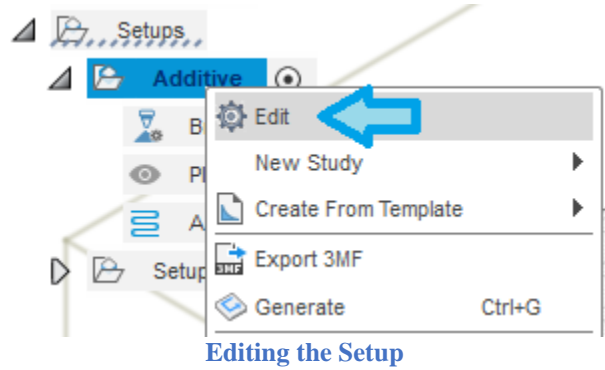 Setups
Additive
Edit
New Study
Create From Template
3MF
Export 3MF
Setup
Generate Ctrl+G
Editing the Setup